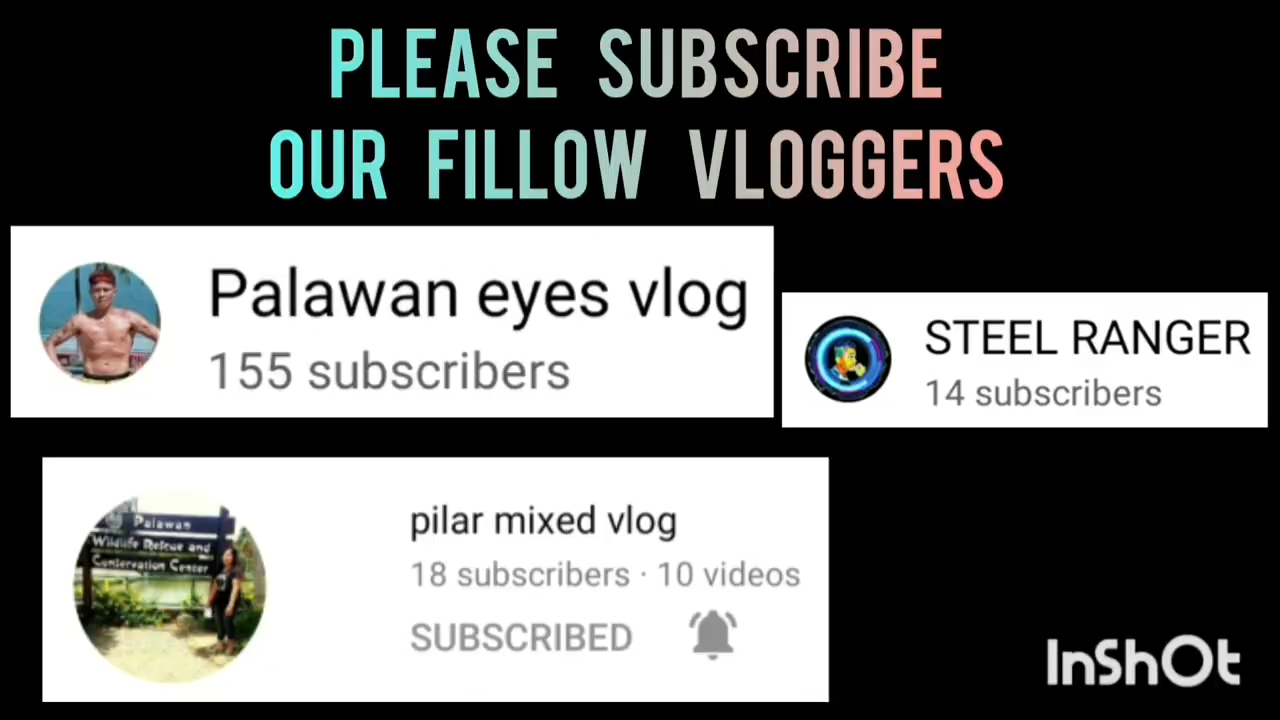 PLEASE SUBSCRIBE
OUR FILLOW VLOGGERS
Palawan eyes vlog
155 subscribers
STEEL RANGER
14 subscribers
Palawan
Wildlife Rescue and
Conservation Center
pilar mixed vlog
18 subscribers · 10 videos
SUBSCRIBED
InShOt